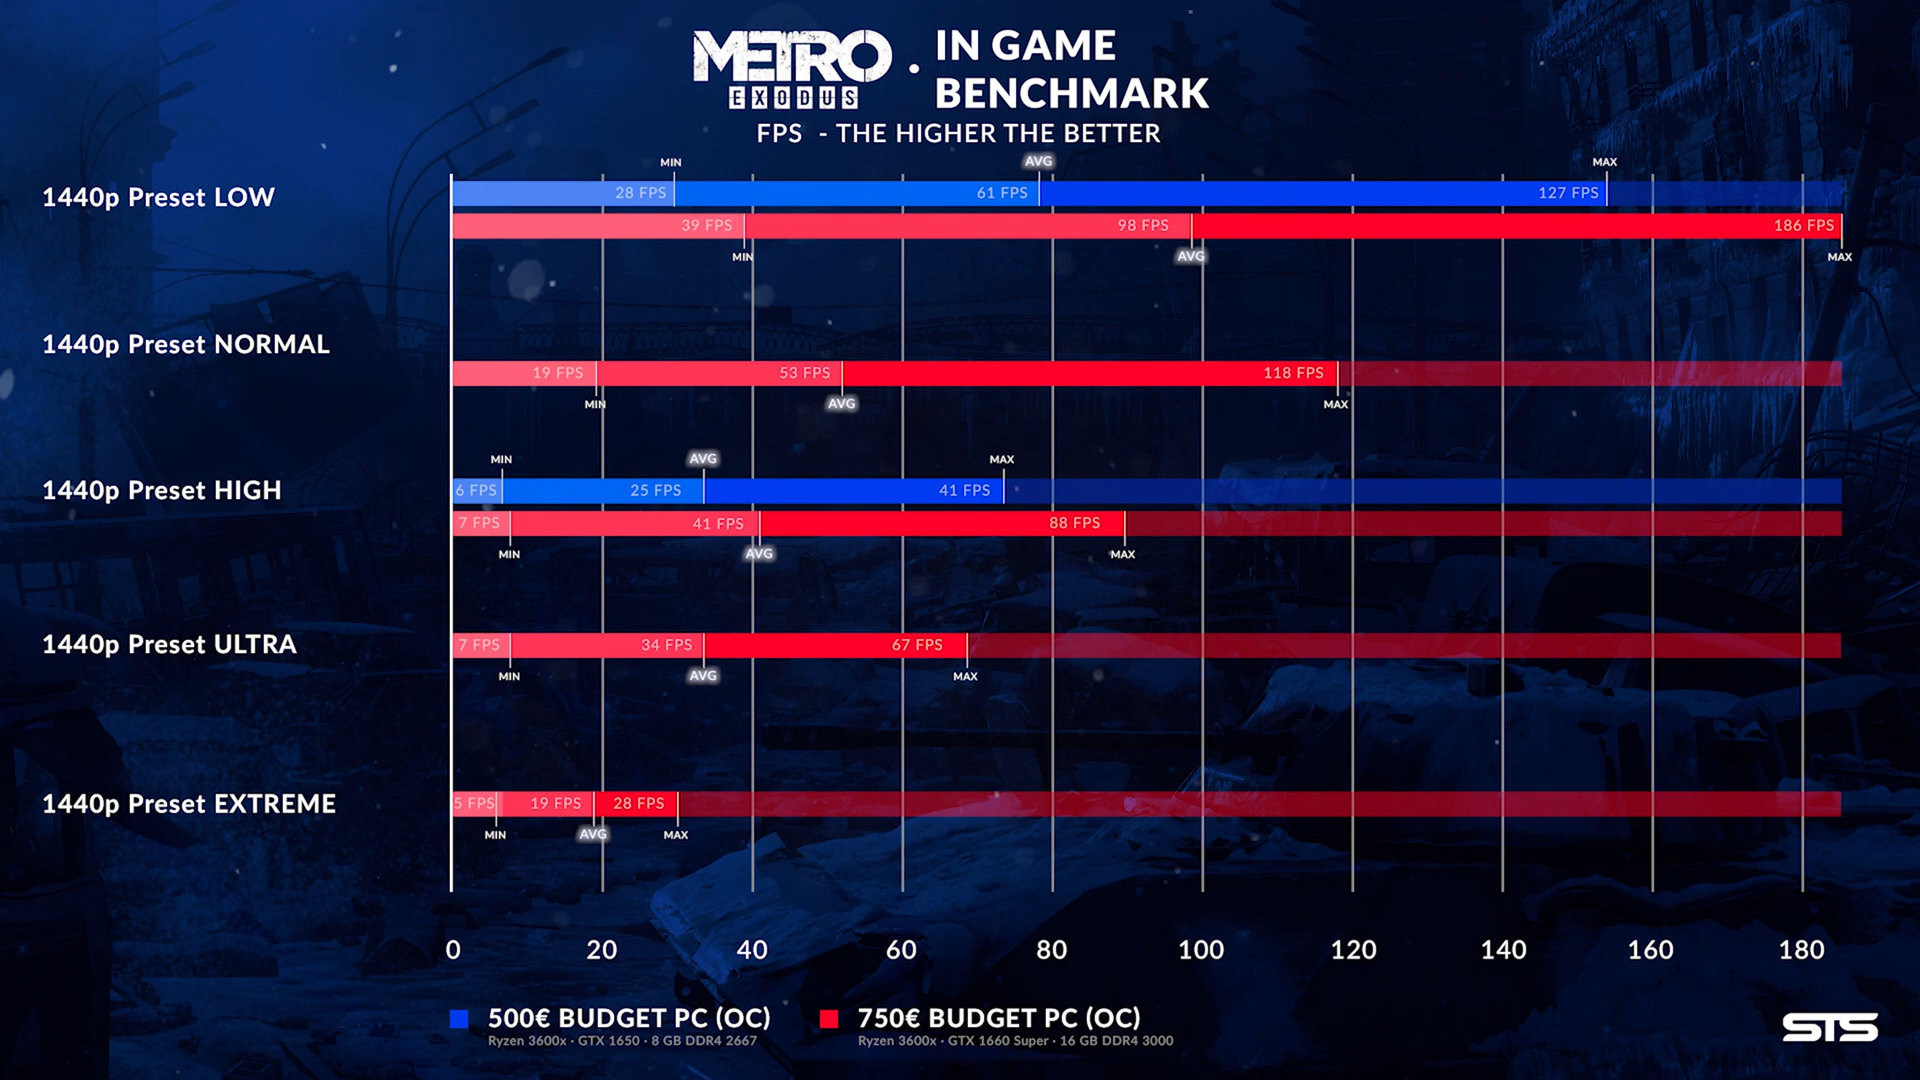 METRO
EXODUS
. IN GAME
BENCHMARK
FPS - THE HIGHER THE BETTER
MIN AVG MAX
1440p Preset LOW
28 FPS 61 FPS 127 FPS
39 FPS 98 FPS 186 FPS
MIN AVG MAX
1440p Preset NORMAL
19 FPS 53 FPS 118 FPS
MIN AVG MAX
MIN AVG MAX
1440p Preset HIGH
6 FPS 25 FPS 41 FPS
7 FPS 41 FPS 88 FPS
MIN AVG MAX
1440p Preset ULTRA
7 FPS 34 FPS 67 FPS
MIN AVG MAX
1440p Preset EXTREME
5 FPS 19 FPS 28 FPS
MIN AVG MAX
0 20 40 60 80 100 120 140 160 180
500€ BUDGET PC (OC)
Ryzen 3600x · GTX 1650 · 8 GB DDR4 2667
750€ BUDGET PC (OC)
Ryzen 3600x · GTX 1660 Super · 16 GB DDR4 3000
STS